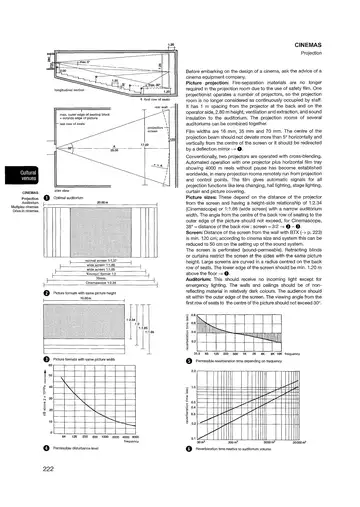 CINEMAS
Projection
Before embarking on the design of a cinema, ask the advice of a
cinema equipment company.
Picture projection: Fire-separation materials are no longer
required in the projection room due to the use of safety film. One
projectionist operates a number of projectors, so the projection
room is no longer considered as continuously occupied by staff.
It has 1 m spacing from the projector at the back and on the
operator side, 2.80 m height, ventilation and extraction, and sound
insulation to the auditorium. The projection rooms of several
auditoriums can be combined together.
Film widths are 16 mm, 35 mm and 70 mm. The centre of the
projection beam should not deviate more than 5° horizontally and
vertically from the centre of the screen or it should be redirected
by a deflection mirror
Conventionally, two projectors are operated with cross-blending.
Automated operation with one projector plus horizontal film tray
showing 4000 m reels without pause has become established
worldwide, in many projection rooms remotely run from projection
and control points. The film gives automatic signals for all
projection functions like lens changing, hall lighting, stage lighting,
curtain and picture covering.
Picture sizes: These depend on the distance of the projector
from the screen and having a height-side relationship of 1:2.34
(Cinemascope) or 1:1.66 (wide screen) with a narrow auditorium
width. The angle from the centre of the back row of seating to the
outer edge of the picture should not exceed, for Cinemascope,
38° = distance of the back row : screen = 3:2
Screen: Distance of the screen from the wall with BTX (→ p. 223)
is min. 120 cm, according to cinema size and system this can be
reduced to 50 cm on the setting up of the sound system.
The screen is perforated (sound-permeable). Retracting blinds
or curtains restrict the screen at the sides with the same picture
height. Large screens are curved in a radius centred on the back
row of seats. The lower edge of the screen should be min. 1.20 m
above the floor
Auditorium: This should receive no incoming light except for
emergency lighting. The walls and ceilings should be of non-
reflecting material in relatively dark colours. The audience should
sit within the outer edge of the screen. The viewing angle from the
first row of seats to the centre of the picture should not exceed 30°.
longitudinal section
plan view
Cultural
venues
CINEMAS
Projection
Auditorium
Multiplex cinemas
Drive-in cinemas
1 Optimal auditorium
2 Picture formats with same picture height
3 Picture formats with same picture width
4 Permissible disturbance level
5 Permissible reverberation time depending on frequency
6 Reverberation time relative to auditorium volume
222